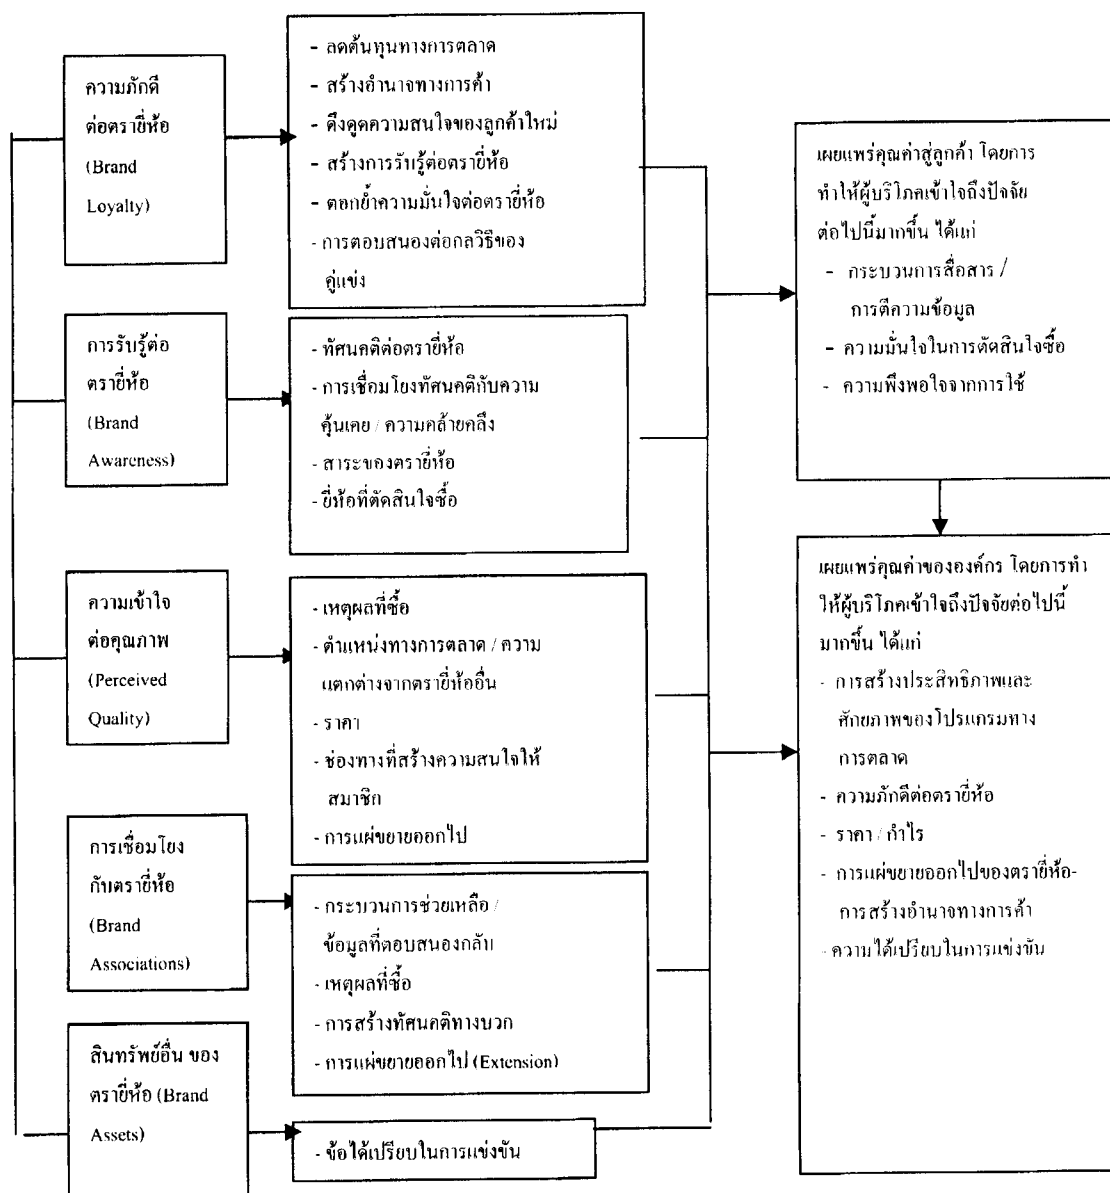 ความภักดี
ต่อตรายี่ห้อ
(Brand
Loyalty)
- ลดต้นทุนทางการตลาด
- สร้างอำนาจทางการค้า
- ดึงดูดความสนใจของลูกค้าใหม่
- สร้างการรับรู้ต่อตรายี่ห้อ
- ตอกย้ำความมั่นใจต่อตรายี่ห้อ
- การตอบสนองต่อกลวิธีของ
คู่แข่ง
การรับรู้ต่อ
ตรายี่ห้อ
(Brand
Awareness)
- ทัศนคติต่อตรายี่ห้อ
- การเชื่อมโยงทัศนคติกับความ
คุ้นเคย / ความคล้ายคลึง
- สาระของตรายี่ห้อ
- ยี่ห้อที่ตัดสินใจซื้อ
ความเข้าใจ
ต่อคุณภาพ
(Perceived
Quality)
- เหตุผลที่ซื้อ
- ตำแหน่งทางการตลาด / ความ
แตกต่างจากตรายี่ห้ออื่น
- ราคา
- ช่องทางที่สร้างความสนใจให้
สมาชิก
- การแผ่ขยายออกไป
การเชื่อมโยง
กับตรายี่ห้อ
(Brand
Associations)
- กระบวนการช่วยเหลือ /
ข้อมูลที่ตอบสนองกลับ
- เหตุผลที่ซื้อ
- การสร้างทัศนคติทางบวก
- การแผ่ขยายออกไป (Extension)
สินทรัพย์อื่น ของ
ตรายี่ห้อ (Brand
Assets)
- ข้อได้เปรียบในการแข่งขัน
เผยแพร่คุณค่าสู่ลูกค้า โดยการ
ทำให้ผู้บริโภคเข้าใจถึงปัจจัย
ต่อไปนี้มากขึ้น ได้แก่
- กระบวนการสื่อสาร /
การตีความข้อมูล
- ความมั่นใจในการตัดสินใจซื้อ
- ความพึงพอใจจากการใช้
เผยแพร่คุณค่าขององค์กร โดยการทำ
ให้ผู้บริโภคเข้าใจถึงปัจจัยต่อไปนี้
มากขึ้น ได้แก่
- การสร้างประสิทธิภาพและ
ศักยภาพของโปรแกรมทาง
การตลาด
- ความภักดีต่อตรายี่ห้อ
- ราคา / กำไร
- การแผ่ขยายออกไปของตรายี่ห้อ-
การสร้างอำนาจทางการค้า
- ความได้เปรียบในการแข่งขัน